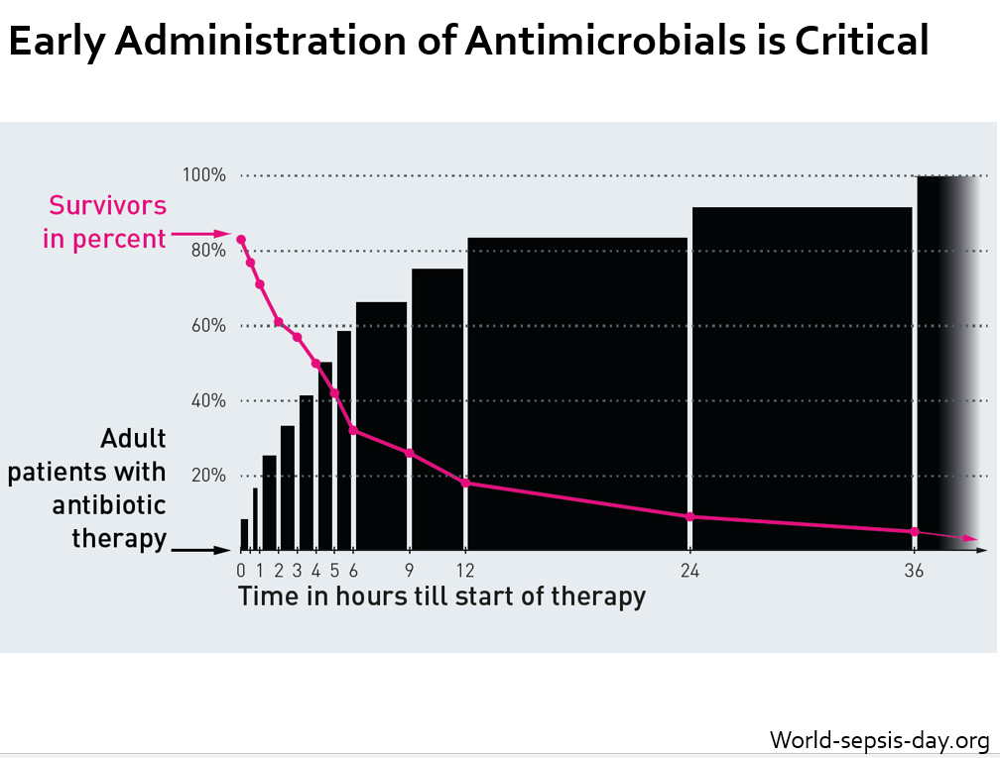 Early Administration of Antimicrobials is Critical
100%
Survivors
in percent
80%
60%
40%
Adult
patients with
20%
antibiotic
therapy
0 1 2 3 4 5 6 9 12 24 36
Time in hours till start of therapy
World-sepsis-day.org